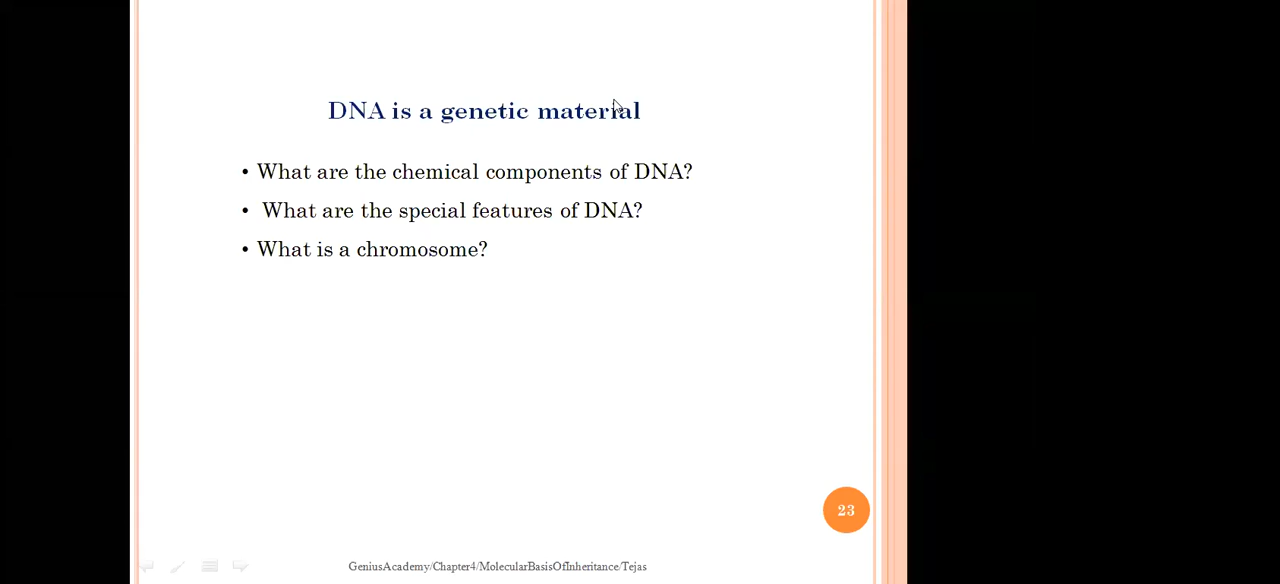 DNA is a genetic material
• What are the chemical components of DNA?
• What are the special features of DNA?
• What is a chromosome?
23
GeniusAcademy/Chapter4/MolecularBasisOfInheritance/Tejas